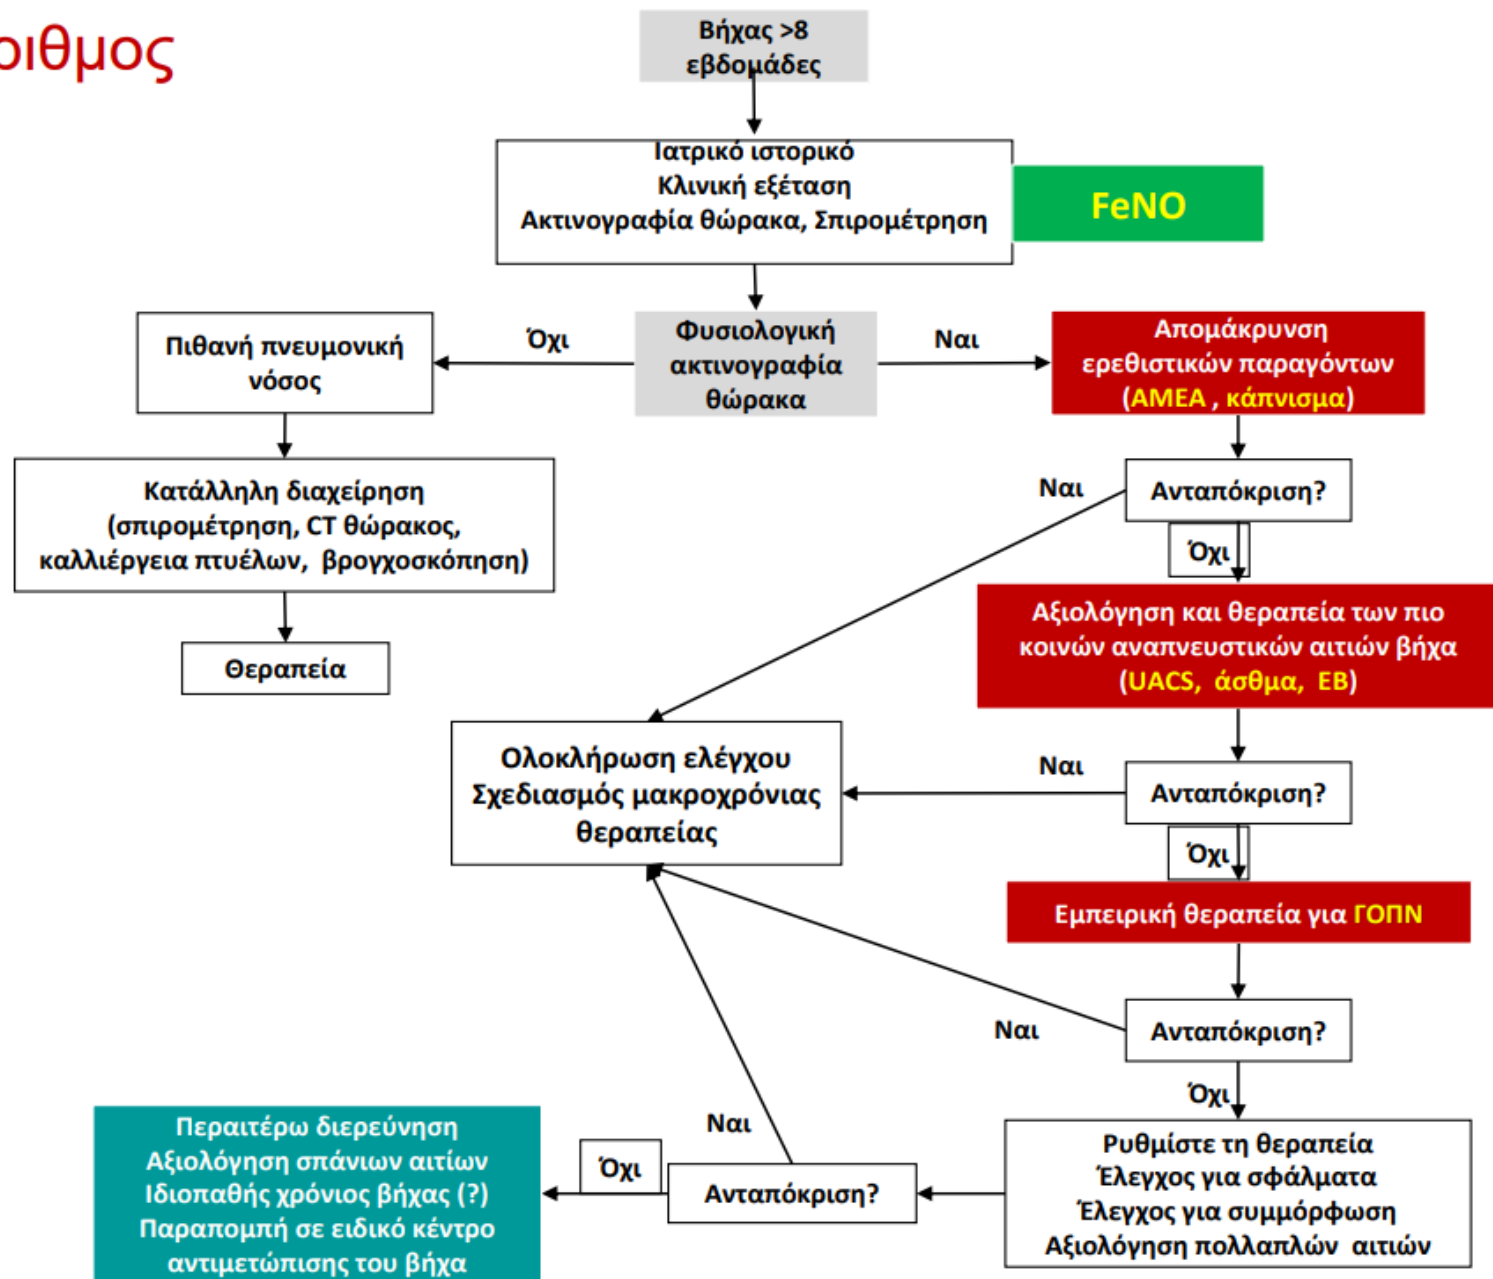 ριθμος
Βήχας >8
εβδομάδες
Ιατρικό ιστορικό
Κλινική εξέταση
Ακτινογραφία θώρακα, Σπιρομέτρηση
FeNO
Φυσιολογική
ακτινογραφία
θώρακα
Όχι
Ναι
Πιθανή πνευμονική
νόσος
Κατάλληλη διαχείρηση
(σπιρομέτρηση, CT θώρακος,
καλλιέργεια πτυέλων, βρογχοσκόπηση)
Θεραπεία
Απομάκρυνση
ερεθιστικών παραγόντων
(ΑΜΕΑ , κάπνισμα)
Ανταπόκριση?
Ναι
Όχι
Αξιολόγηση και θεραπεία των πιο
κοινών αναπνευστικών αιτιών βήχα
(UACS, άσθμα, EB)
Ανταπόκριση?
Ναι
Όχι
Ολοκλήρωση ελέγχου
Σχεδιασμός μακροχρόνιας
θεραπείας
Εμπειρική θεραπεία για ΓΟΠΝ
Ανταπόκριση?
Ναι
Όχι
Ρυθμίστε τη θεραπεία
Έλεγχος για σφάλματα
Έλεγχος για συμμόρφωση
Αξιολόγηση πολλαπλών αιτιών
Ανταπόκριση?
Ναι
Όχι
Περαιτέρω διερεύνηση
Αξιολόγηση σπάνιων αιτίων
Ιδιοπαθής χρόνιος βήχας (?)
Παραπομπή σε ειδικό κέντρο
αντιμετώπισης του βήχα